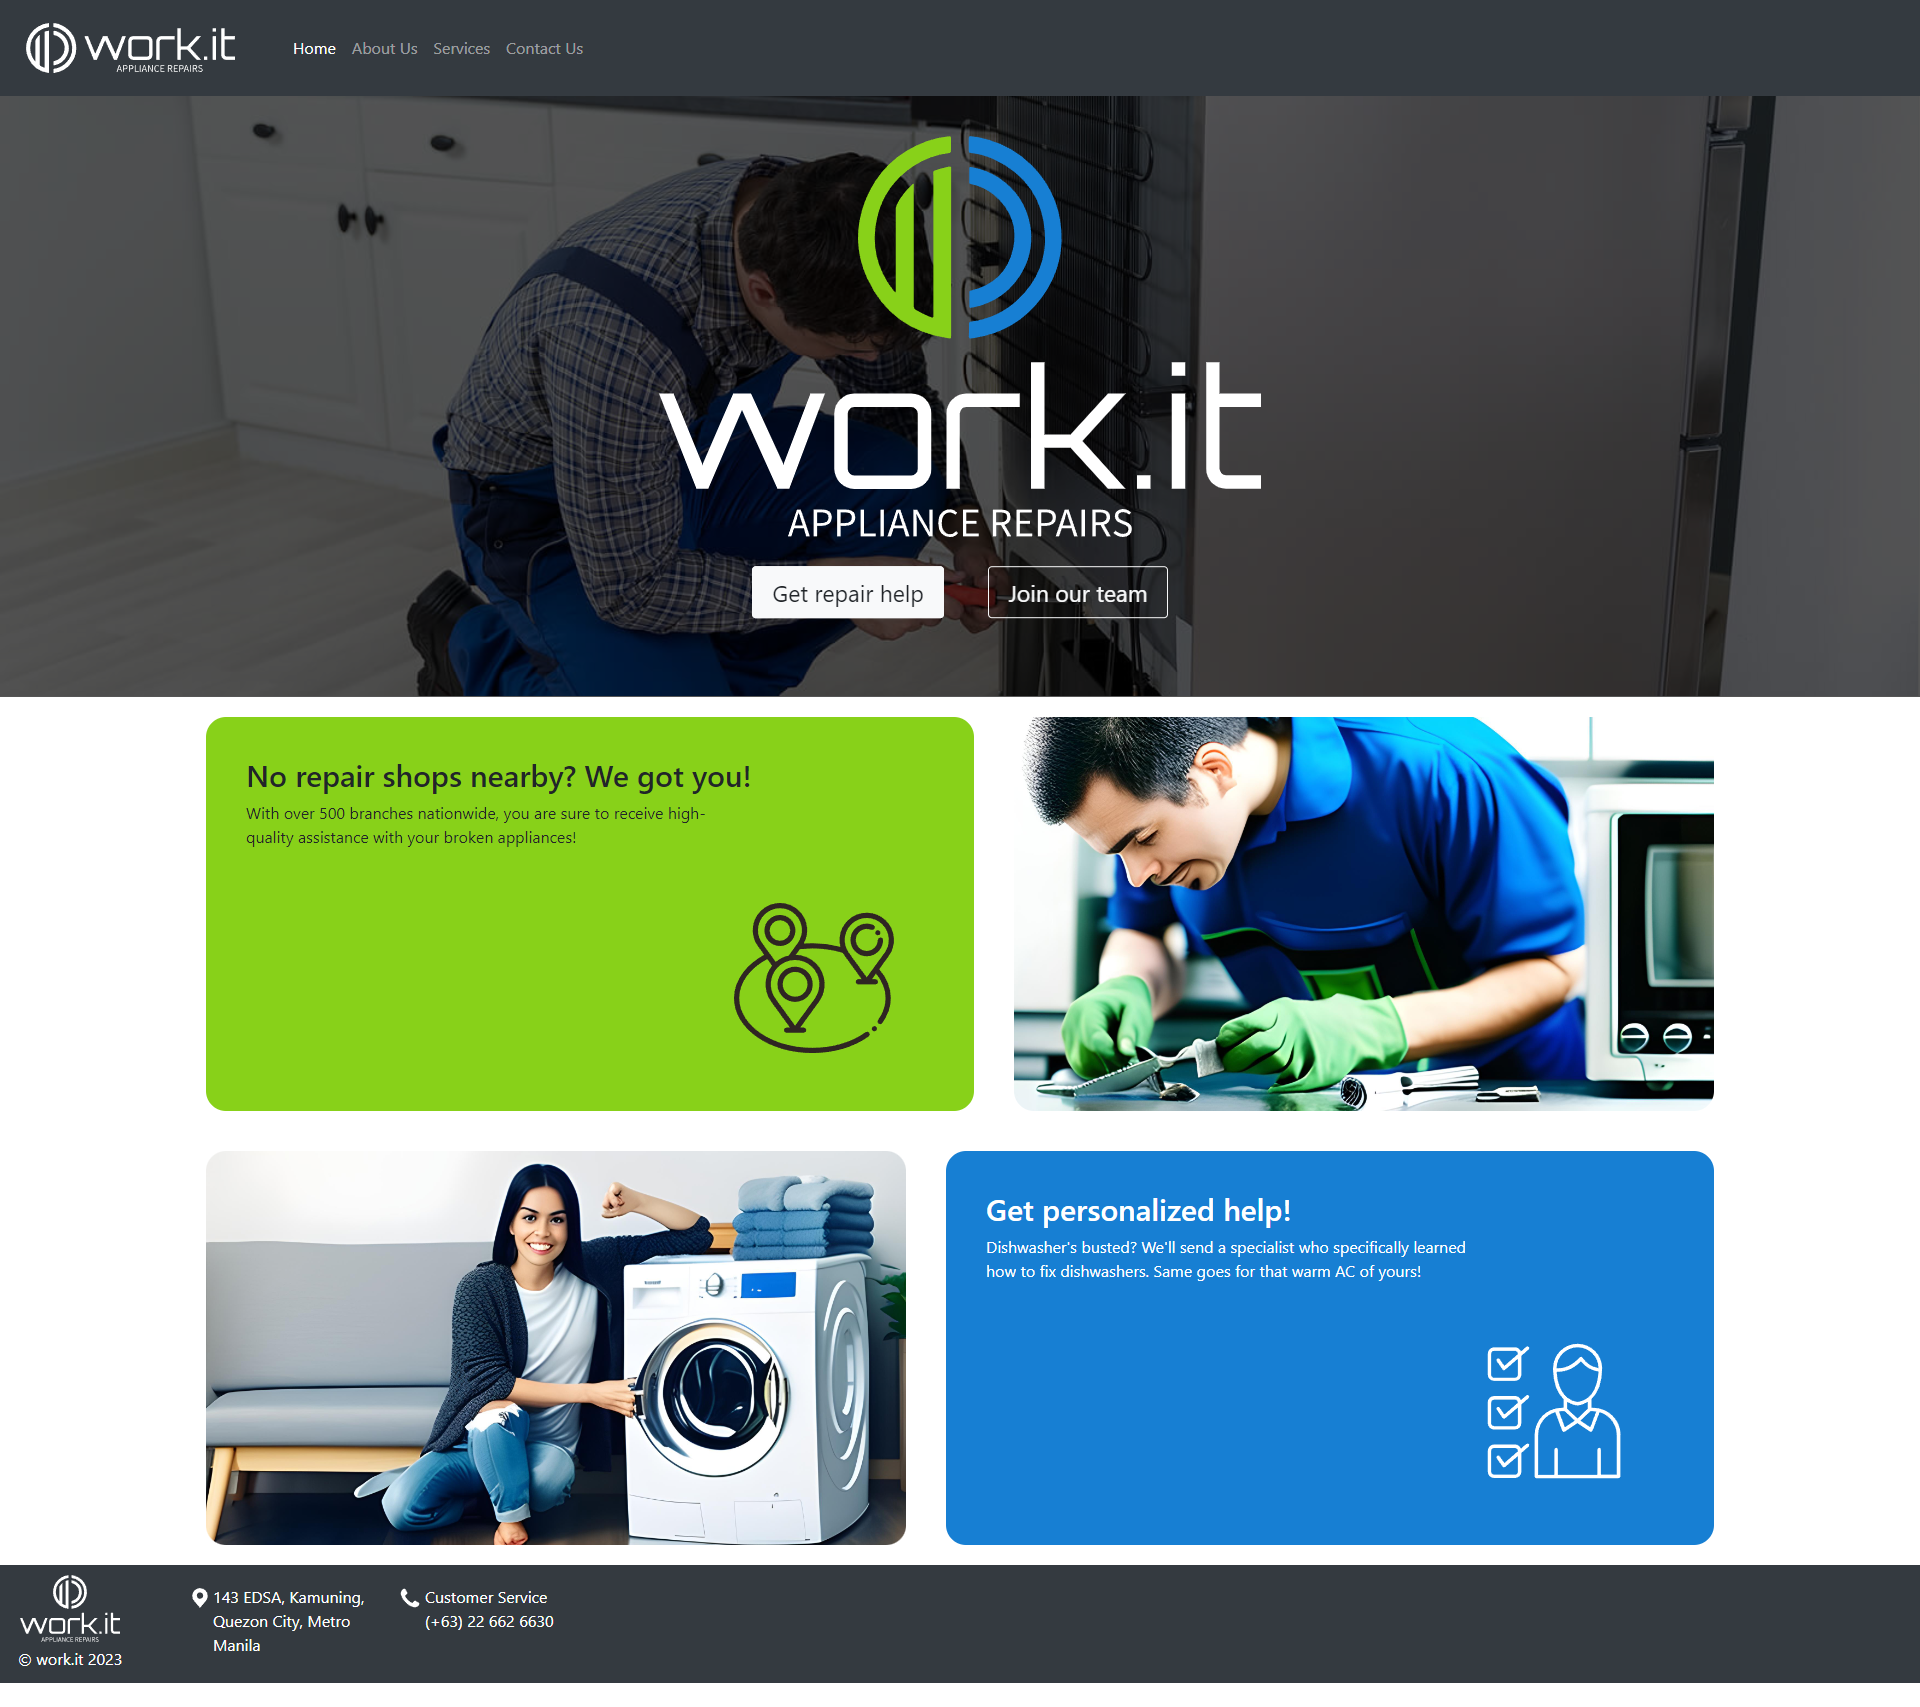 work.it
APPLIANCE REPAIRS
Home About Us Services Contact Us
work.it
APPLIANCE REPAIRS
Get repair help Join our team
No repair shops nearby? We got you!
With over 500 branches nationwide, you are sure to receive high-
quality assistance with your broken appliances!
Get personalized help!
Dishwasher's busted? We'll send a specialist who specifically learned
how to fix dishwashers. Same goes for that warm AC of yours!
work.it
APPLIANCE REPAIRS
© work.it 2023
143 EDSA, Kamuning,
Quezon City, Metro
Manila
Customer Service
(+63) 22 662 6630